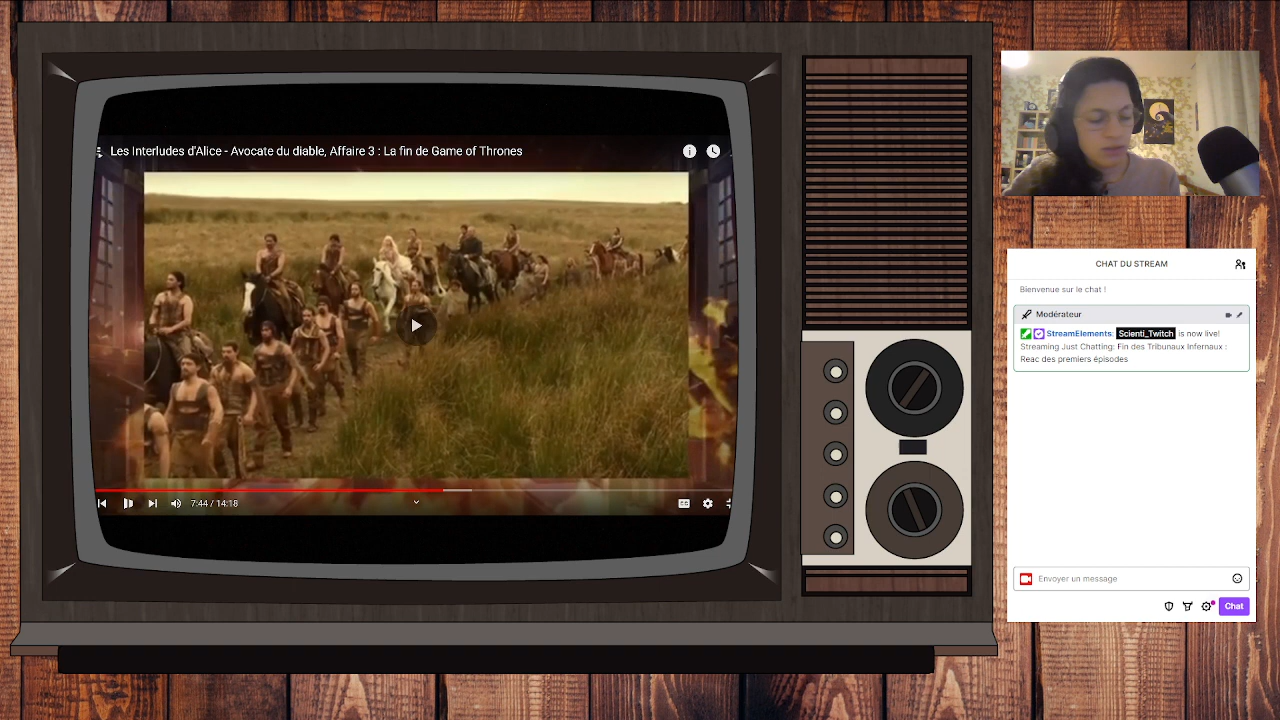 Les Interludes d'Alice - Avocate du diable, Affaire 3 : La fin de Game of Thrones
7:44 / 14:18
CHAT DU STREAM
Bienvenue sur le chat !
Modérateur
StreamElements: Scienti_Twitch is now live!
Streaming Just Chatting: Fin des Tribunaux Infernaux :
Reac des premiers épisodes
Envoyer un message
Chat